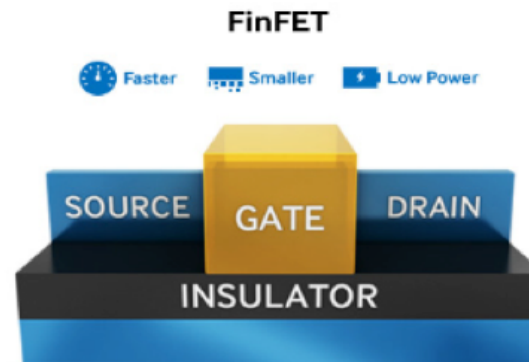 FinFET
Faster Smaller Low Power
SOURCE GATE DRAIN
INSULATOR